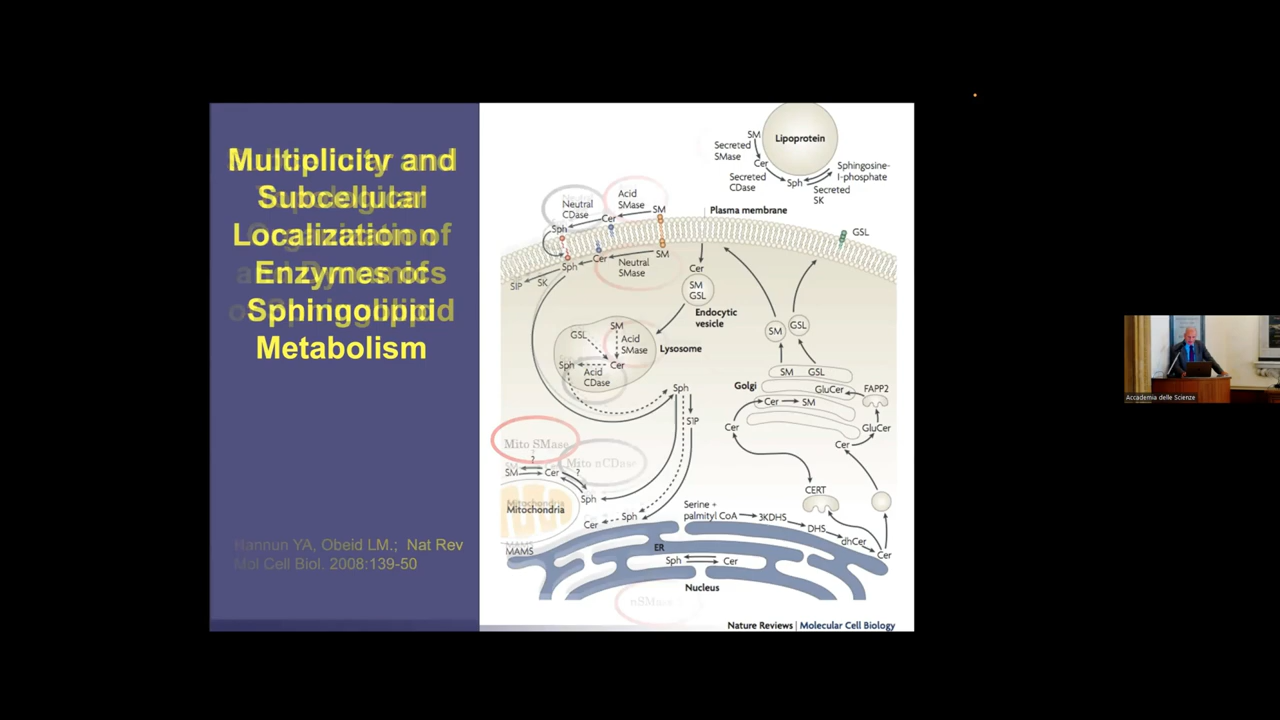 Multiplicity and
Subcellular
Localization o
Enzymes of
Sphingolipid
Metabolism
Hannun YA, Obeid LM.; Nat Rev
Mol Cell Biol. 2008:139-50
Lipoprotein
SM
Secreted
SMase
Cer
Secreted
CDase
Sph
Secreted
SK
Sphingosine-
I-phosphate
Plasma membrane
GSL
Neutral
CDase
Acid
SMase
SM
Cer
Sph
SM
Cer
Neutral
SMase
Sph
SK
SIP
Cer
SM
GSL
Endocytic
vesicle
GSL
SM
Acid
SMase
Lysosome
Sph
Cer
Acid
CDase
SM
GSL
SM
GSL
Golgi
GluCer
FAPP2
Cer
SM
Cer
GluCer
Cer
Sph
S1P
Mito SMase
?
SM
Cer
Mito nCDase
?
Sph
Mitochondria
Cer
Sph
MAMS
CERT
Serine +
palmityl CoA
3KDHS
DHS
dhCer
Cer
ER
Sph
Cer
Nucleus
Nature Reviews | Molecular Cell Biology
Accademia delle Scienze